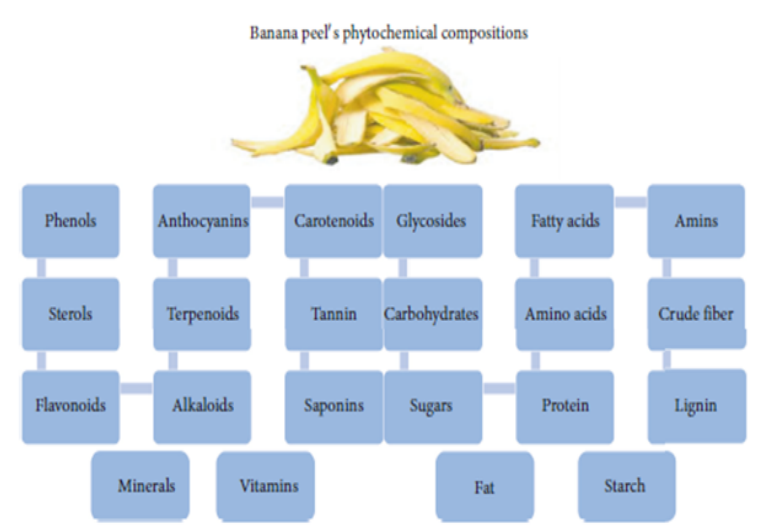 Banana peel's phytochemical compositions
Phenols Anthocyanins Carotenoids Glycosides Fatty acids Amins
Sterols Terpenoids Tannin Carbohydrates Amino acids Crude fiber
Flavonoids Alkaloids Saponins Sugars Protein Lignin
Minerals Vitamins Fat Starch